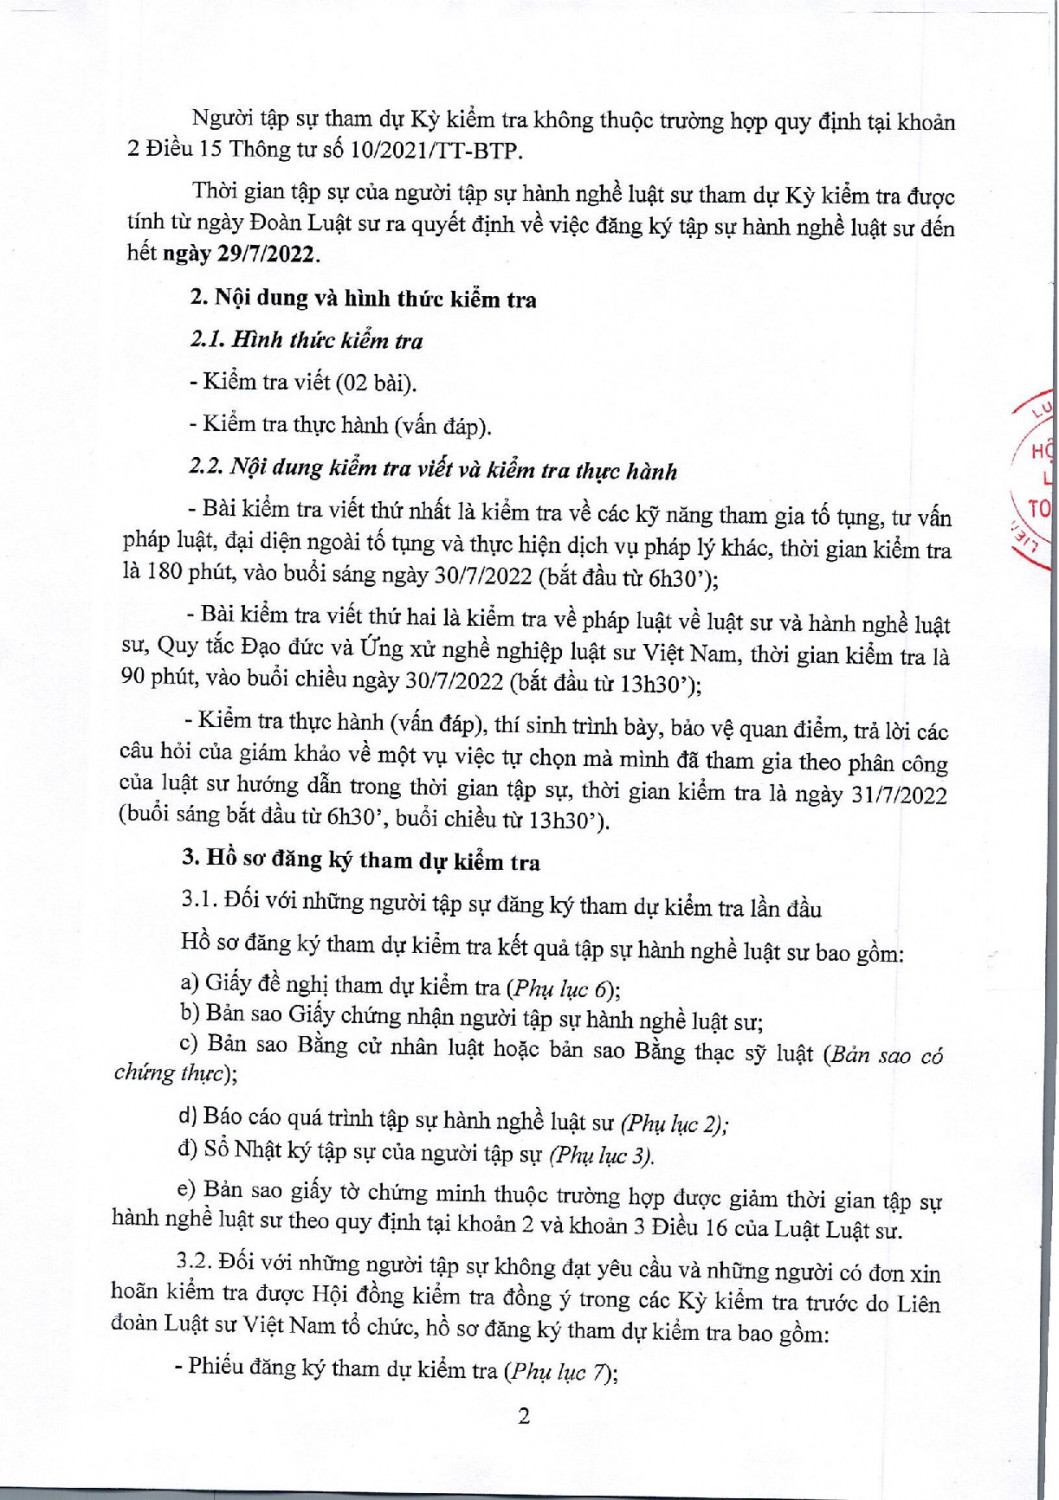 Người tập sự tham dự Kỳ kiểm tra không thuộc trường hợp quy định tại khoản
2 Điều 15 Thông tư số 10/2021/TT-BTP.
Thời gian tập sự của người tập sự hành nghề luật sư tham dự Kỳ kiểm tra được
tính từ ngày Đoàn Luật sư ra quyết định về việc đăng ký tập sự hành nghề luật sư đến
hết ngày 29/7/2022.
2. Nội dung và hình thức kiểm tra
2.1. Hình thức kiểm tra
- Kiểm tra viết (02 bài).
- Kiểm tra thực hành (vấn đáp).
2.2. Nội dung kiểm tra viết và kiểm tra thực hành
- Bài kiểm tra viết thứ nhất là kiểm tra về các kỹ năng tham gia tố tụng, tư vấn
pháp luật, đại diện ngoài tố tụng và thực hiện dịch vụ pháp lý khác, thời gian kiểm tra
là 180 phút, vào buổi sáng ngày 30/7/2022 (bắt đầu từ 6h30’);
- Bài kiểm tra viết thứ hai là kiểm tra về pháp luật về luật sư và hành nghề luật
sư, Quy tắc Đạo đức và Ứng xử nghề nghiệp luật sư Việt Nam, thời gian kiểm tra là
90 phút, vào buổi chiều ngày 30/7/2022 (bắt đầu từ 13h30’);
- Kiểm tra thực hành (vấn đáp), thí sinh trình bày, bảo vệ quan điểm, trả lời các
câu hỏi của giám khảo về một vụ việc tự chọn mà mình đã tham gia theo phân công
của luật sư hướng dẫn trong thời gian tập sự, thời gian kiểm tra là ngày 31/7/2022
(buổi sáng bắt đầu từ 6h30’, buổi chiều từ 13h30’).
3. Hồ sơ đăng ký tham dự kiểm tra
3.1. Đối với những người tập sự đăng ký tham dự kiểm tra lần đầu
Hồ sơ đăng ký tham dự kiểm tra kết quả tập sự hành nghề luật sư bao gồm:
a) Giấy đề nghị tham dự kiểm tra (Phụ lục 6);
b) Bản sao Giấy chứng nhận người tập sự hành nghề luật sư;
c) Bản sao Bằng cử nhân luật hoặc bản sao Bằng thạc sỹ luật (Bản sao có
chứng thực);
d) Báo cáo quá trình tập sự hành nghề luật sư (Phụ lục 2);
đ) Sổ Nhật ký tập sự của người tập sự (Phụ lục 3).
e) Bản sao giấy tờ chứng minh thuộc trường hợp được giảm thời gian tập sự
hành nghề luật sư theo quy định tại khoản 2 và khoản 3 Điều 16 của Luật Luật sư.
3.2. Đối với những người tập sự không đạt yêu cầu và những người có đơn xin
hoãn kiểm tra được Hội đồng kiểm tra đồng ý trong các Kỳ kiểm tra trước do Liên
đoàn Luật sư Việt Nam tổ chức, hồ sơ đăng ký tham dự kiểm tra bao gồm:
- Phiếu đăng ký tham dự kiểm tra (Phụ lục 7);
2
LU
HỘ
L
TO
LIÊN